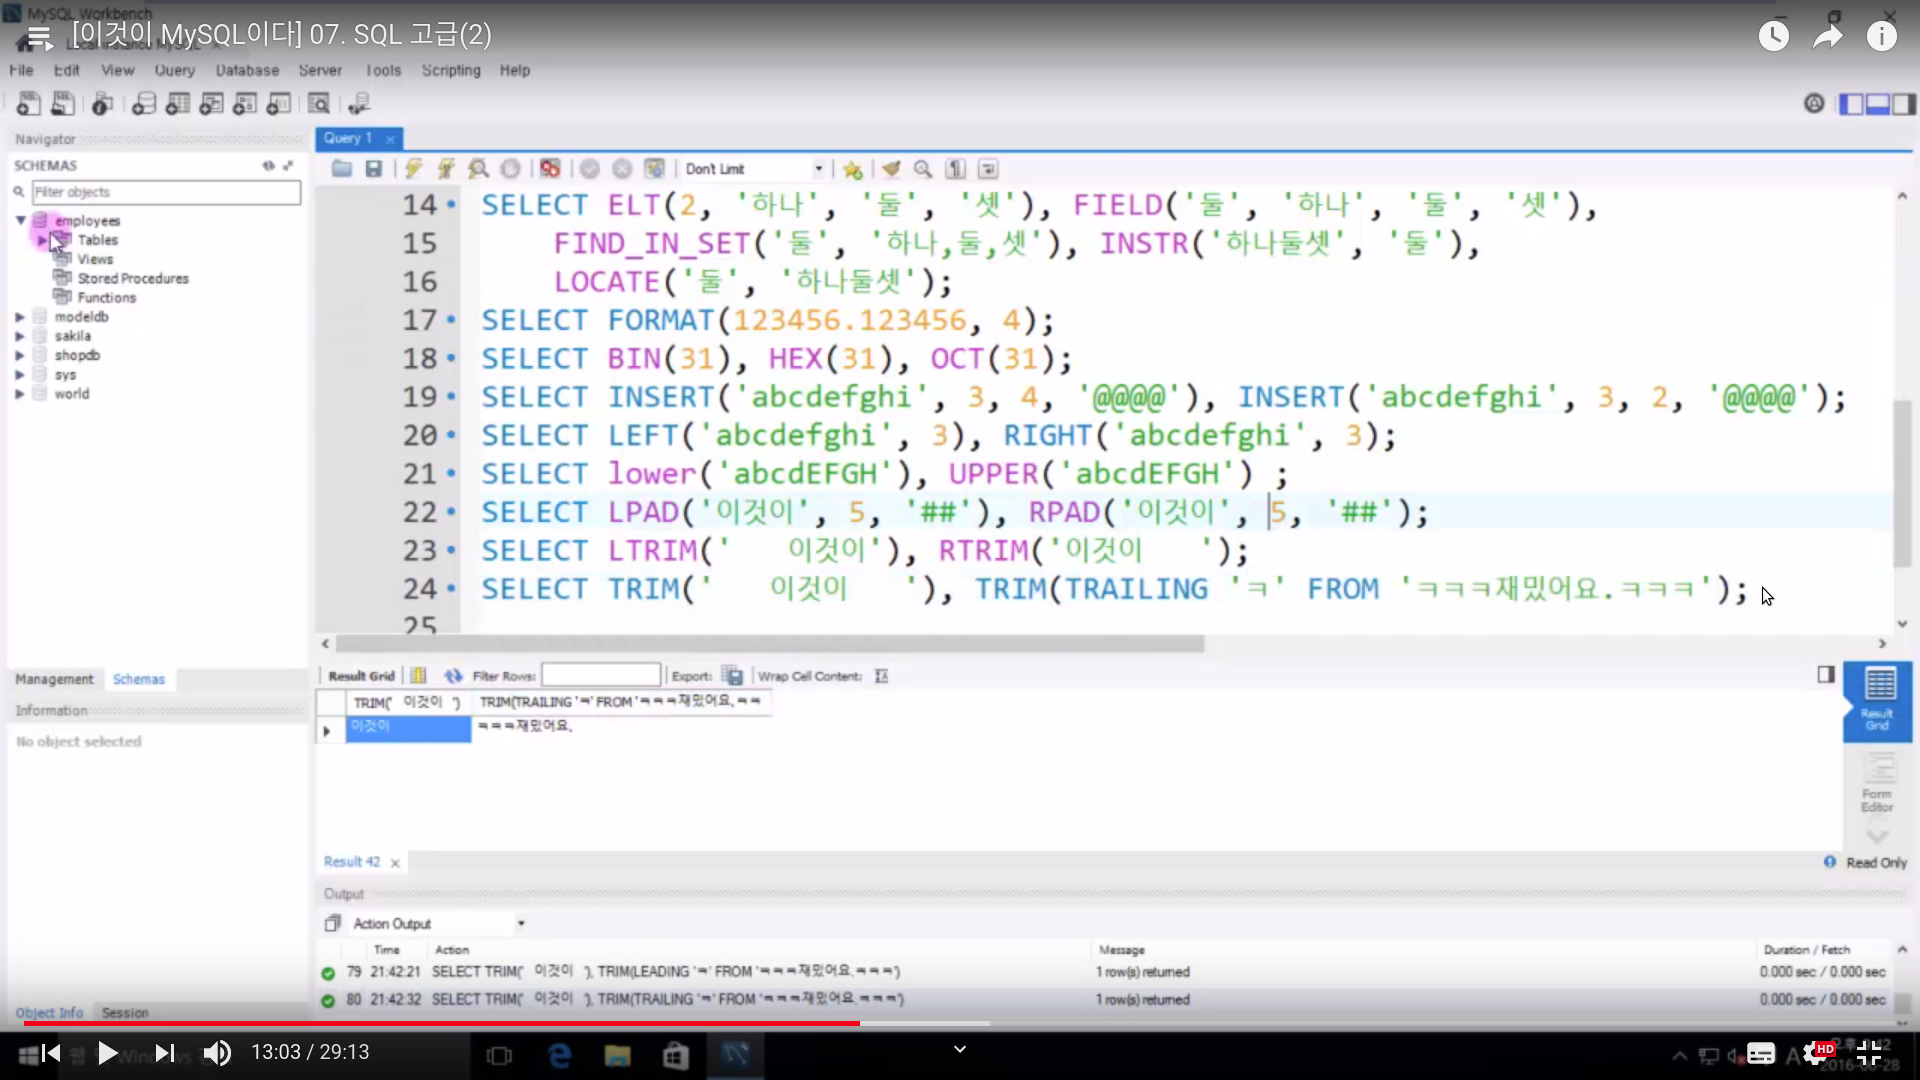 MySQL Workbench
[이것이 MySQL이다] 07. SQL 고급(2)
File Edit View Query Database Server Tools Scripting Help
Navigator
SCHEMAS
Filter objects
employees
Tables
Views
Stored Procedures
Functions
modeldb
sakila
shopdb
sys
world
Management Schemas
Information
No object selected
Object Info Session
Query 1
Don't Limit
14 SELECT ELT(2, '하나', '둘', '셋'), FIELD('둘', '하나', '둘', '셋'),
15 FIND_IN_SET('둘', '하나,둘,셋'), INSTR('하나둘셋', '둘'),
16 LOCATE('둘', '하나둘셋');
17 SELECT FORMAT(123456.123456, 4);
18 SELECT BIN(31), HEX(31), OCT(31);
19 SELECT INSERT('abcdefghi', 3, 4, '@@@@'), INSERT('abcdefghi', 3, 2, '@@@@');
20 SELECT LEFT('abcdefghi', 3), RIGHT('abcdefghi', 3);
21 SELECT lower('abcdEFGH'), UPPER('abcdEFGH') ;
22 SELECT LPAD('이것이', 5, '##'), RPAD('이것이', 5, '##');
23 SELECT LTRIM('   이것이'), RTRIM('이것이   ');
24 SELECT TRIM('   이것이   '), TRIM(TRAILING 'ㅋ' FROM 'ㅋㅋㅋ재밌어요.ㅋㅋㅋ');
25
Result Grid Filter Rows: Export: Wrap Cell Content:
TRIM('   이것이   ') TRIM(TRAILING 'ㅋ' FROM 'ㅋㅋㅋ재밌어요.ㅋㅋ
이것이 ㅋㅋㅋ재밌어요.
Result Grid
Form Editor
Result 42
Read Only
Output
Action Output
Time Action Message Duration / Fetch
79 21:42:21 SELECT TRIM('   이것이   '), TRIM(LEADING 'ㅋ' FROM 'ㅋㅋㅋ재밌어요.ㅋㅋㅋ') 1 row(s) returned 0.000 sec / 0.000 sec
80 21:42:32 SELECT TRIM('   이것이   '), TRIM(TRAILING 'ㅋ' FROM 'ㅋㅋㅋ재밌어요.ㅋㅋㅋ') 1 row(s) returned 0.000 sec / 0.000 sec
13:03 / 29:13
HD